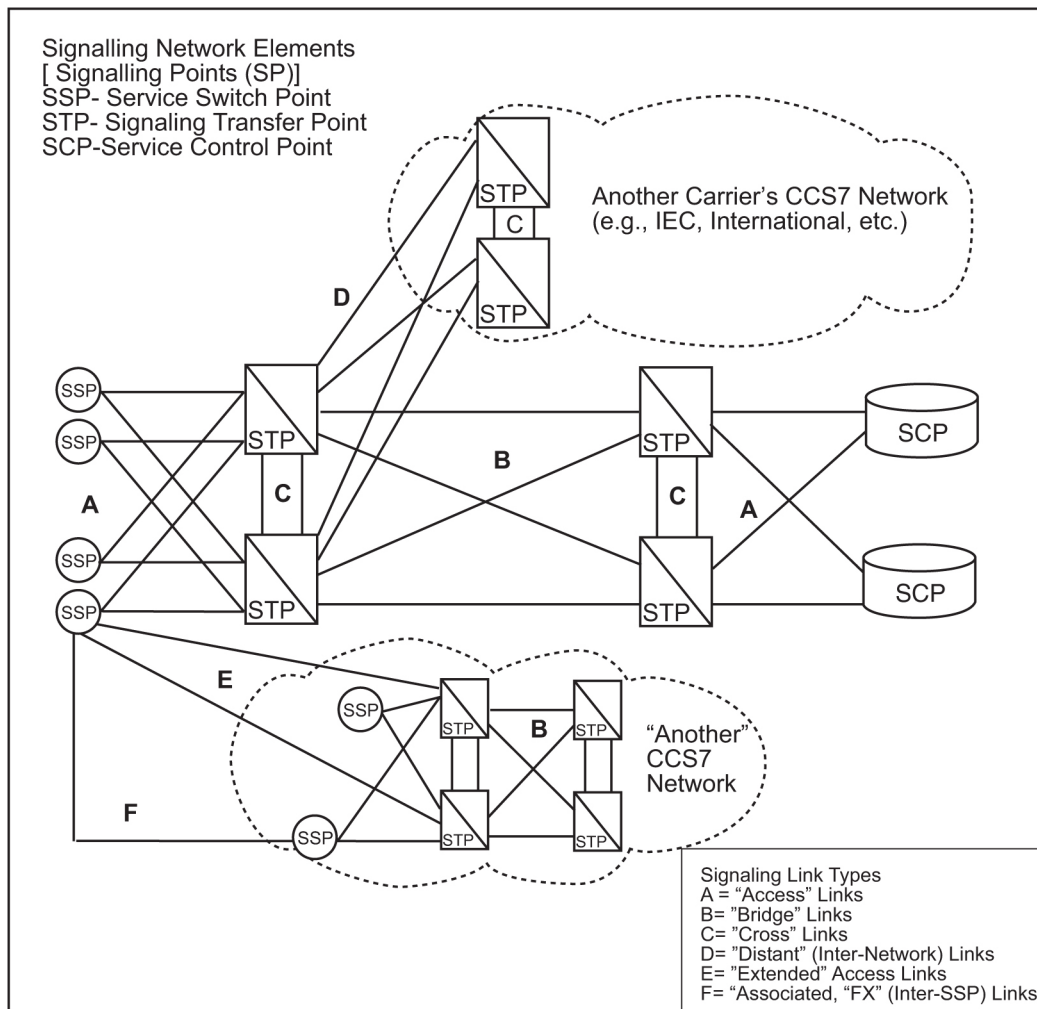 Signalling Network Elements
[ Signalling Points (SP)]
SSP- Service Switch Point
STP- Signaling Transfer Point
SCP-Service Control Point
STP
C
STP
Another Carrier's CCS7 Network
(e.g., IEC, International, etc.)
D
SSP
SSP
A
SSP
SSP
STP
C
STP
B
STP
C
STP
A
SCP
SCP
E
SSP
STP
B
STP
"Another"
CCS7
Network
F
SSP
STP
STP
Signaling Link Types
A = "Access" Links
B= "Bridge" Links
C= "Cross" Links
D= "Distant" (Inter-Network) Links
E= "Extended" Access Links
F= "Associated, "FX" (Inter-SSP) Links